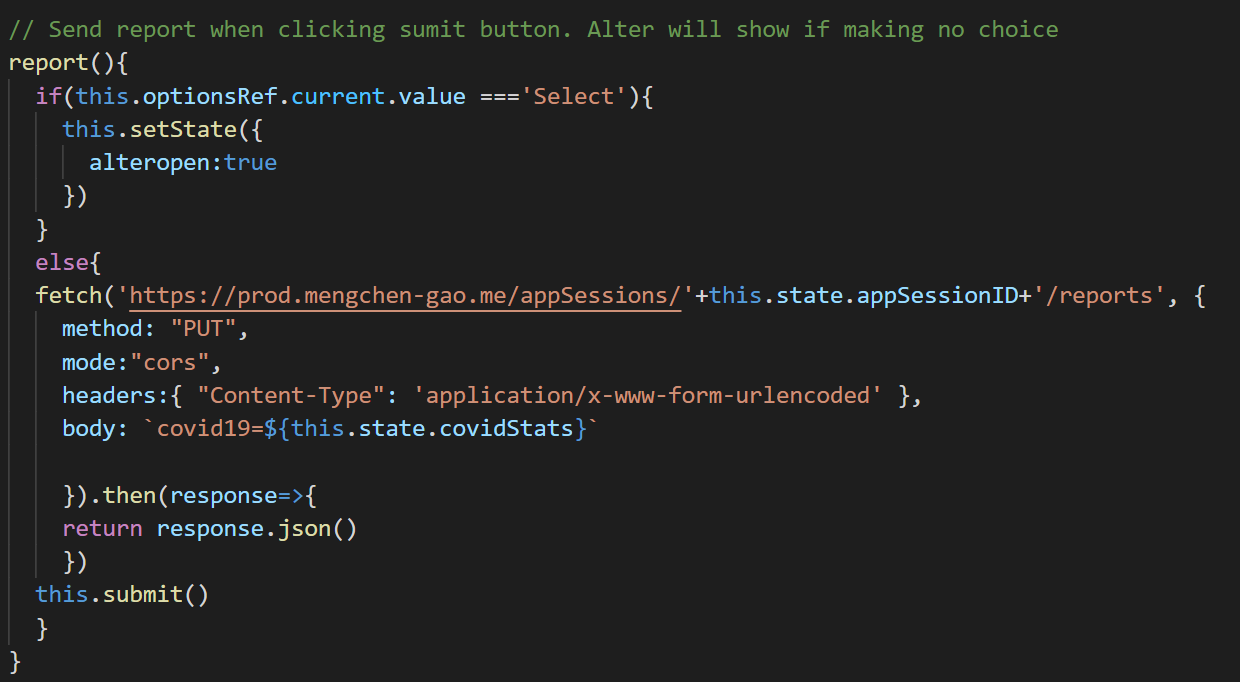 // Send report when clicking sumit button. Alter will show if making no choice
report(){
if(this.optionsRef.current.value ==='Select'){
this.setState({
alteropen:true
})
}
else{
fetch('https://prod.mengchen-gao.me/appSessions/'+this.state.appSessionID+'/reports', {
method: "PUT",
mode:"cors",
headers:{ "Content-Type": 'application/x-www-form-urlencoded' },
body: `covid19=${this.state.covidStats}`
}).then(response=>{
return response.json()
})
this.submit()
}
}